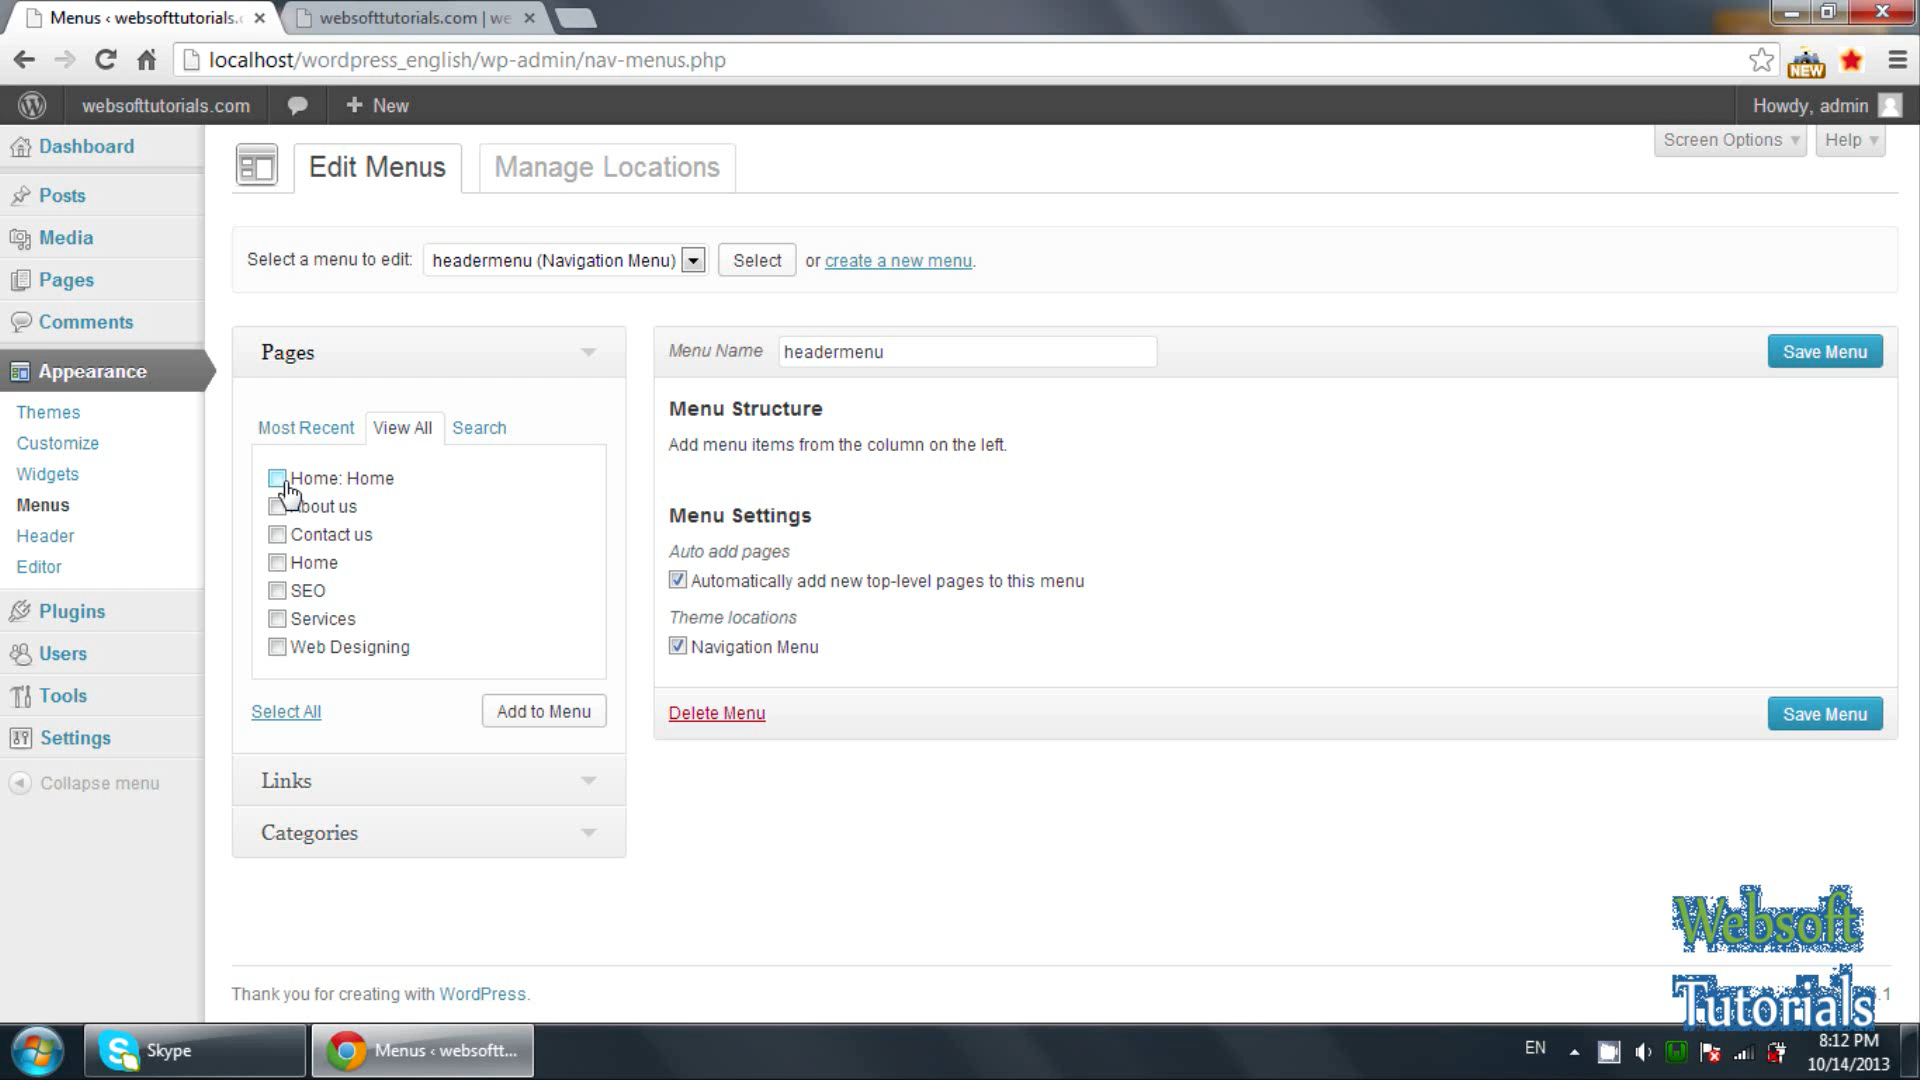 Menus ‹ websofttutorials.c
websofttutorials.com | we
localhost/wordpress_english/wp-admin/nav-menus.php
NEW
websofttutorials.com
+ New
Howdy, admin
Screen Options
Help
Dashboard
Posts
Media
Pages
Comments
Appearance
Themes
Customize
Widgets
Menus
Header
Editor
Plugins
Users
Tools
Settings
Collapse menu
Edit Menus
Manage Locations
Select a menu to edit: headermenu (Navigation Menu) Select or create a new menu.
Pages
Most Recent View All Search
Home: Home
About us
Contact us
Home
SEO
Services
Web Designing
Select All
Add to Menu
Links
Categories
Menu Name headermenu
Save Menu
Menu Structure
Add menu items from the column on the left.
Menu Settings
Auto add pages
Automatically add new top-level pages to this menu
Theme locations
Navigation Menu
Delete Menu
Save Menu
Thank you for creating with WordPress.
Websoft
Tutorials
.1
Skype
Menus ‹ websoftt...
EN
8:12 PM
10/14/2013